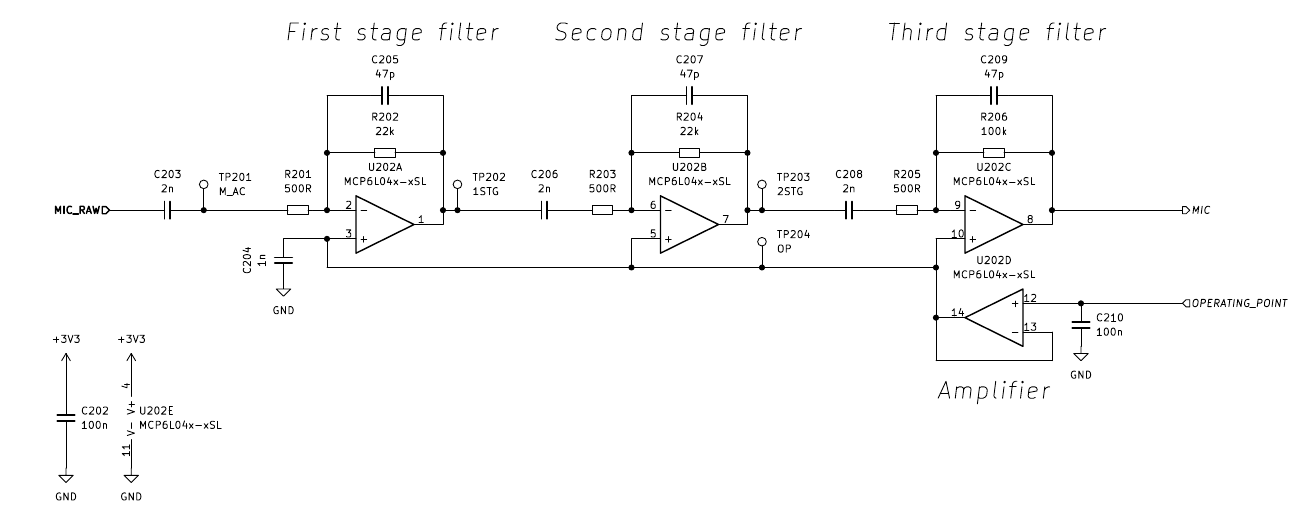 First stage filter
Second stage filter
Third stage filter
C205
47p
R202
22k
C207
47p
R204
22k
C209
47p
R206
100k
C203
2n
TP201
M_AC
R201
500R
U202A
MCP6L04x-xSL
TP202
1STG
C206
2n
R203
500R
U202B
MCP6L04x-xSL
TP203
2STG
C208
2n
R205
500R
U202C
MCP6L04x-xSL
MIC_RAW
2
−
1
3
+
6
−
7
5
+
9
−
8
10
+
MIC
C204
1n
GND
TP204
OP
U202D
MCP6L04x-xSL
14
+
12
−
13
OPERATING_POINT
C210
100n
GND
Amplifier
+3V3
+3V3
C202
100n
4
V+
V-
11
U202E
MCP6L04x-xSL
GND
GND